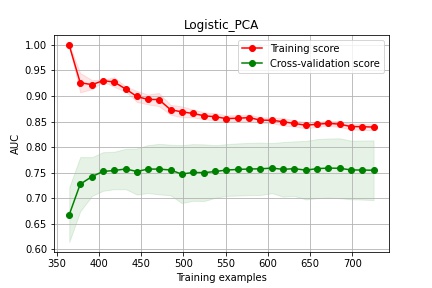 Logistic_PCA
Training score
Cross-validation score
AUC
1.00
0.95
0.90
0.85
0.80
0.75
0.70
0.65
0.60
350 400 450 500 550 600 650 700
Training examples